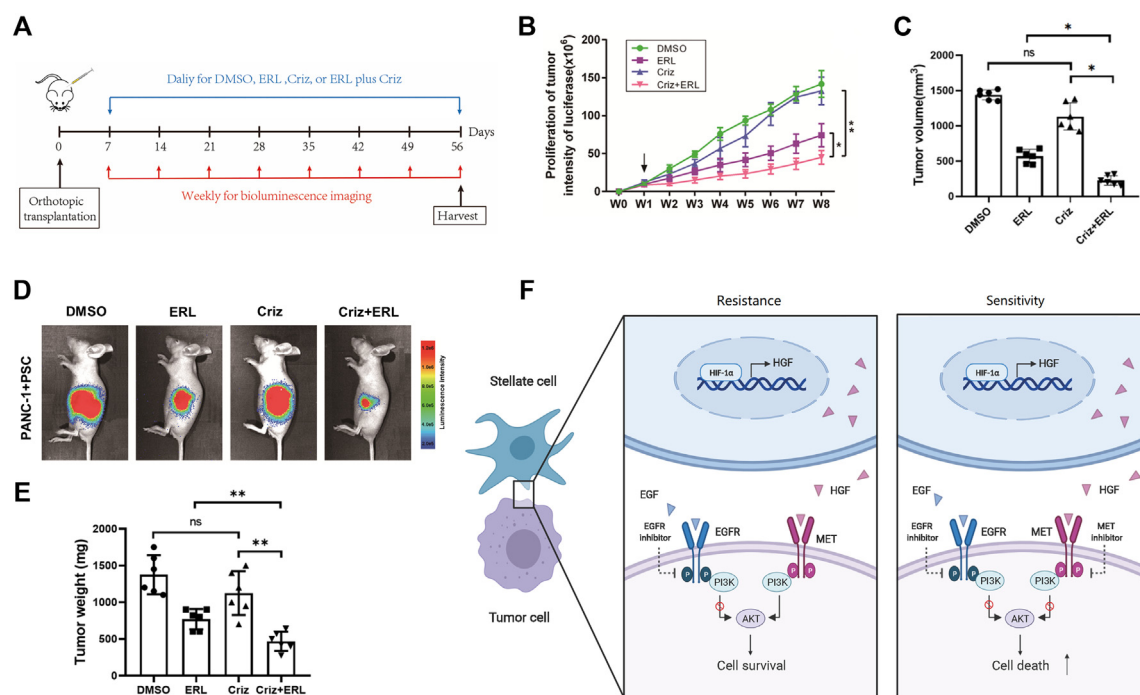 A
Daliy for DMSO, ERL ,Criz, or ERL plus Criz
Days
0 7 14 21 28 35 42 49 56
Weekly for bioluminescence imaging
Orthotopic
transplantation
Harvest
B
Proliferation of tumor
intensity of luciferase(x10⁶)
200
150
100
50
0
DMSO
ERL
Criz
Criz+ERL
**
*
W0 W1 W2 W3 W4 W5 W6 W7 W8
C
Tumor volume(mm³)
2000
1500
1000
500
0
*
ns
*
DMSO
ERL
Criz
Criz+ERL
D
DMSO ERL Criz Criz+ERL
PANC-1+PSC
Luminescence intensity
E
Tumor weight (mg)
2000
1500
1000
500
0
**
ns
**
DMSO ERL Criz Criz+ERL
F
Stellate cell
Tumor cell
Resistance
HIF-1α
HGF
HGF
EGF
EGFR
inhibitor
EGFR
MET
P P P P
PI3K PI3K
AKT
Cell survival
Sensitivity
HIF-1α
HGF
HGF
EGF
EGFR
inhibitor
EGFR
MET
MET
inhibitor
P P P P
PI3K PI3K
AKT
Cell death